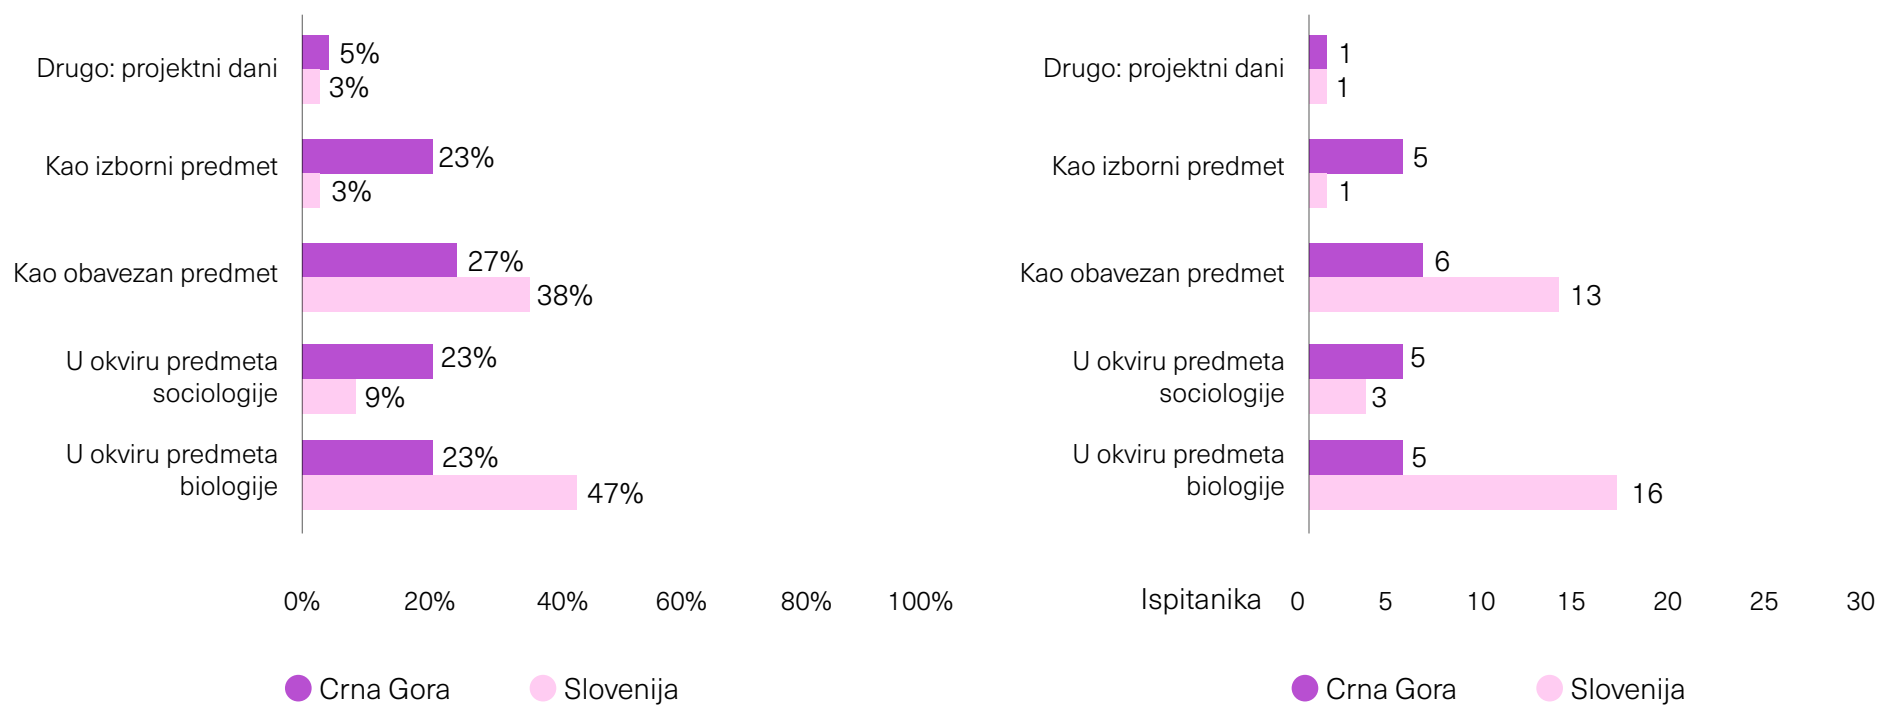 Drugo: projektni dani
5%
3%
Kao izborni predmet
23%
3%
Kao obavezan predmet
27%
38%
U okviru predmeta
sociologije
23%
9%
U okviru predmeta
biologije
23%
47%
0% 20% 40% 60% 80% 100%
Crna Gora Slovenija
Drugo: projektni dani
1
1
Kao izborni predmet
5
1
Kao obavezan predmet
6
13
U okviru predmeta
sociologije
5
3
U okviru predmeta
biologije
5
16
Ispitanika 0 5 10 15 20 25 30
Crna Gora Slovenija